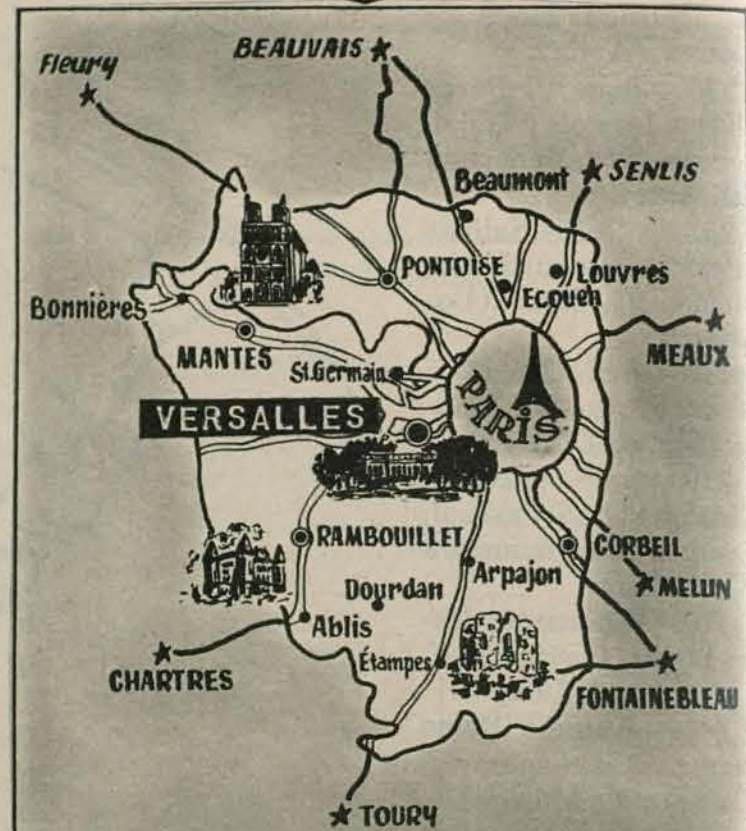 BEAUVAIS
Fleury
SENLIS
Beaumont
PONTOISE
Louvres
Ecouen
Bonnières
MANTES
MEAUX
St.Germain
PARIS
VERSALLES
RAMBOUILLET
CORBEIL
Arpajon
MELUN
Dourdan
Ablis
Étampes
CHARTRES
FONTAINEBLEAU
TOURY